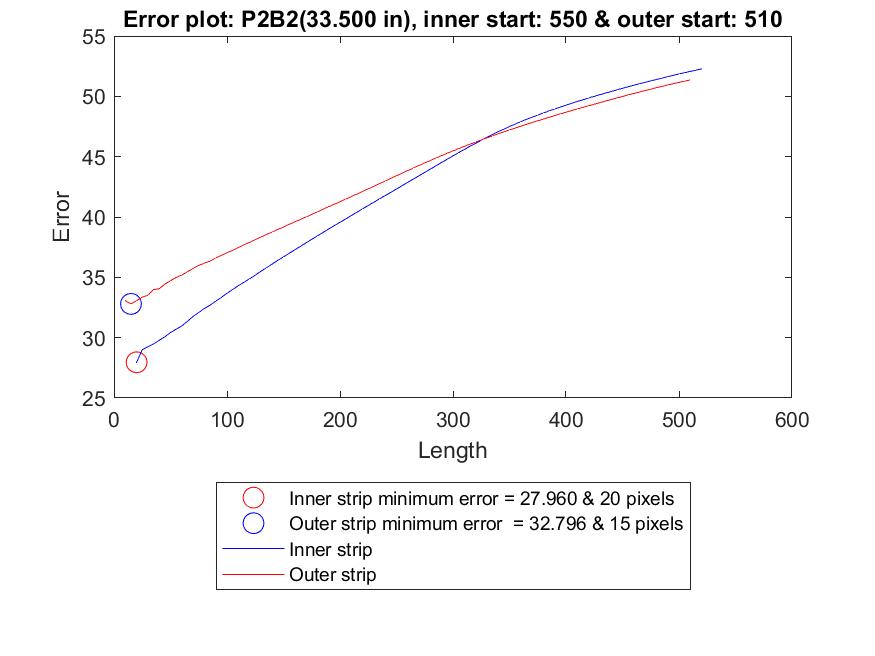 Error plot: P2B2(33.500 in), inner start: 550 & outer start: 510
55
50
45
40
35
30
25
Error
0 100 200 300 400 500 600
Length
Inner strip minimum error = 27.960 & 20 pixels
Outer strip minimum error  = 32.796 & 15 pixels
Inner strip
Outer strip